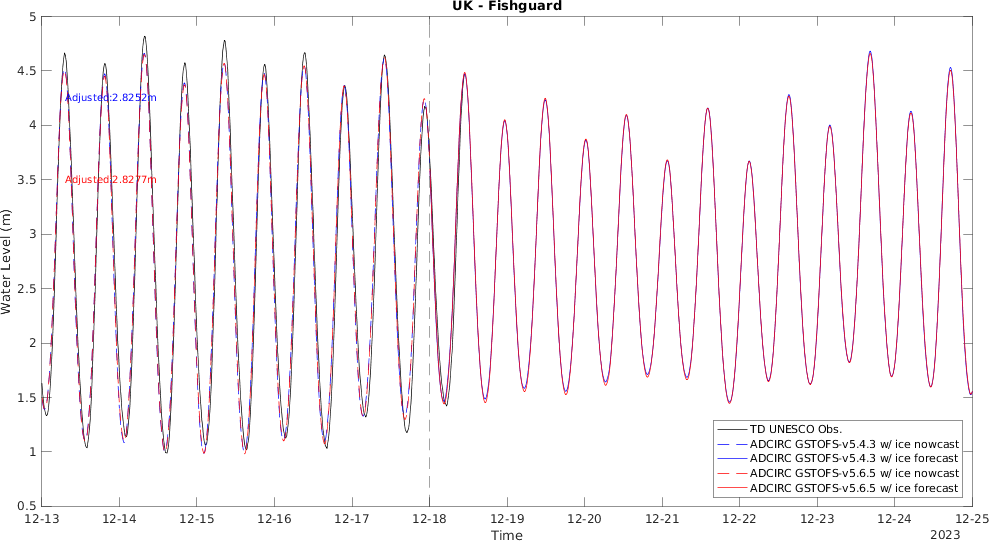 UK - Fishguard
5
4.5
4
3.5
3
2.5
2
1.5
1
0.5
Water Level (m)
Adjusted:2.8252m
Adjusted:2.8277m
TD UNESCO Obs.
ADCIRC GSTOFS-v5.4.3 w/ ice nowcast
ADCIRC GSTOFS-v5.4.3 w/ ice forecast
ADCIRC GSTOFS-v5.6.5 w/ ice nowcast
ADCIRC GSTOFS-v5.6.5 w/ ice forecast
12-13 12-14 12-15 12-16 12-17 12-18 12-19 12-20 12-21 12-22 12-23 12-24 12-25
Time
2023